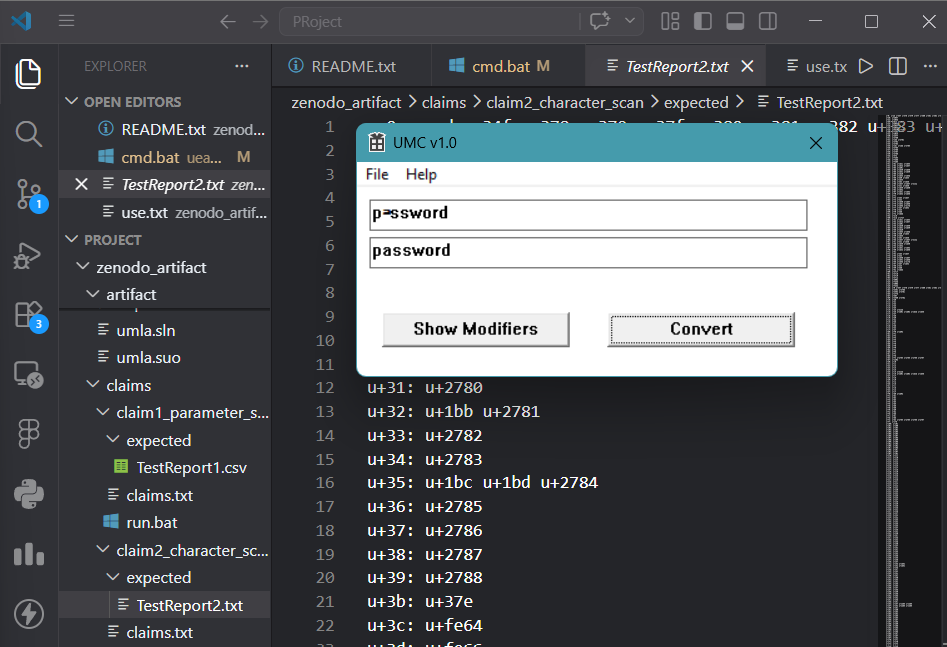 PRoject
EXPLORER
OPEN EDITORS
README.txt zenod...
cmd.bat uea... M
TestReport2.txt zen...
use.txt zenodo_artif...
PROJECT
zenodo_artifact
artifact
umla.sln
umla.suo
claims
claim1_parameter_s...
expected
TestReport1.csv
claims.txt
run.bat
claim2_character_sc...
expected
TestReport2.txt
claims.txt
1
3
README.txt
cmd.bat M
TestReport2.txt
use.tx
zenodo_artifact > claims > claim2_character_scan > expected > TestReport2.txt
UMC v1.0
File Help
password
Show Modifiers
Convert
1
2
3
4
5
6
7
8
9
10
11
12 u+31: u+2780
13 u+32: u+1bb u+2781
14 u+33: u+2782
15 u+34: u+2783
16 u+35: u+1bc u+1bd u+2784
17 u+36: u+2785
18 u+37: u+2786
19 u+38: u+2787
20 u+39: u+2788
21 u+3b: u+37e
22 u+3c: u+fe64